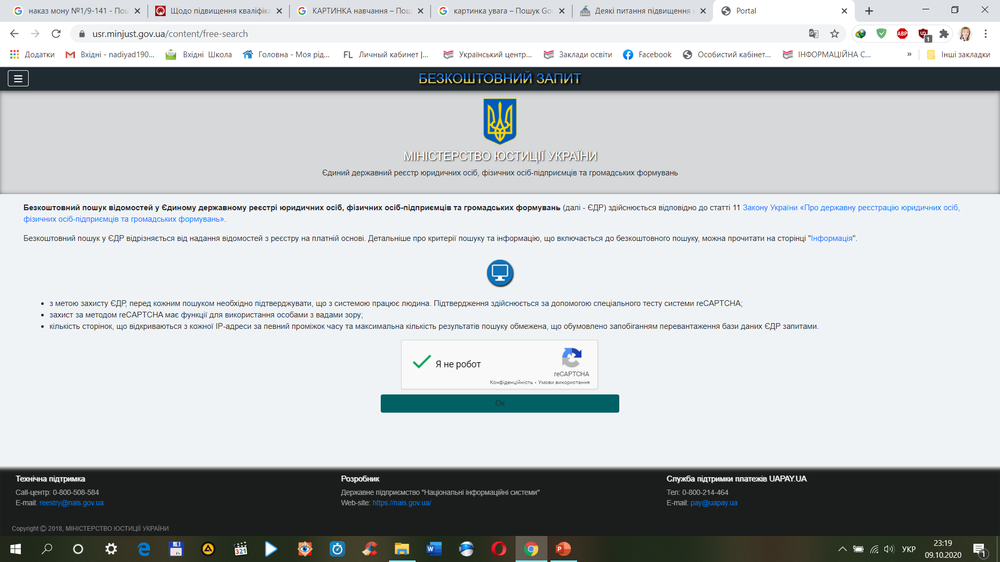 наказ мону №1/9-141 - Пош
Щодо підвищення кваліфіка
КАРТИНКА навчання – Пош
картинка увага – Пошук Go
Деякі питання підвищення
Portal
usr.minjust.gov.ua/content/free-search
ABP
1
Додатки
Вхідні - nadiyad190...
Вхідні Школа
Головна - Моя рід...
FL Личный кабинет |...
Український центр...
Заклади освіти
Facebook
Особистий кабінет...
ІНФОРМАЦІЙНА С...
»
Інші закладки
БЕЗКОШТОВНИЙ ЗАПИТ
МІНІСТЕРСТВО ЮСТИЦІЇ УКРАЇНИ
Єдиний державний реєстр юридичних осіб, фізичних осіб-підприємців та громадських формувань
Безкоштовний пошук відомостей у Єдиному державному реєстрі юридичних осіб, фізичних осіб-підприємців та громадських формувань (далі - ЄДР) здійснюється відповідно до статті 11 Закону України «Про державну реєстрацію юридичних осіб,
фізичних осіб-підприємців та громадських формувань».
Безкоштовний пошук у ЄДР відрізняється від надання відомостей з реєстру на платній основі. Детальніше про критерії пошуку та інформацію, що включається до безкоштовного пошуку, можна прочитати на сторінці "Інформація".
• з метою захисту ЄДР, перед кожним пошуком необхідно підтверджувати, що з системою працює людина. Підтвердження здійснюється за допомогою спеціального тесту системи reCAPTCHA;
• захист за методом reCAPTCHA має функції для використання особами з вадами зору;
• кількість сторінок, що відкриваються з кожної IP-адреси за певний проміжок часу та максимальна кількість результатів пошуку обмежена, що обумовлено запобіганням перевантаження бази даних ЄДР запитами.
Я не робот
reCAPTCHA
Конфіденційність - Умови використання
Ок
Технічна підтримка
Call-центр: 0-800-508-584
E-mail: reestry@nais.gov.ua
Розробник
Державне підприємство "Національні інформаційні системи"
Web-site: https://nais.gov.ua/
Служба підтримки платежів UAPAY.UA
Тел: 0-800-214-464
E-mail: pay@uapay.ua
Copyright © 2018, МІНІСТЕРСТВО ЮСТИЦІЇ УКРАЇНИ
64
321
УКР
23:19
09.10.2020
1